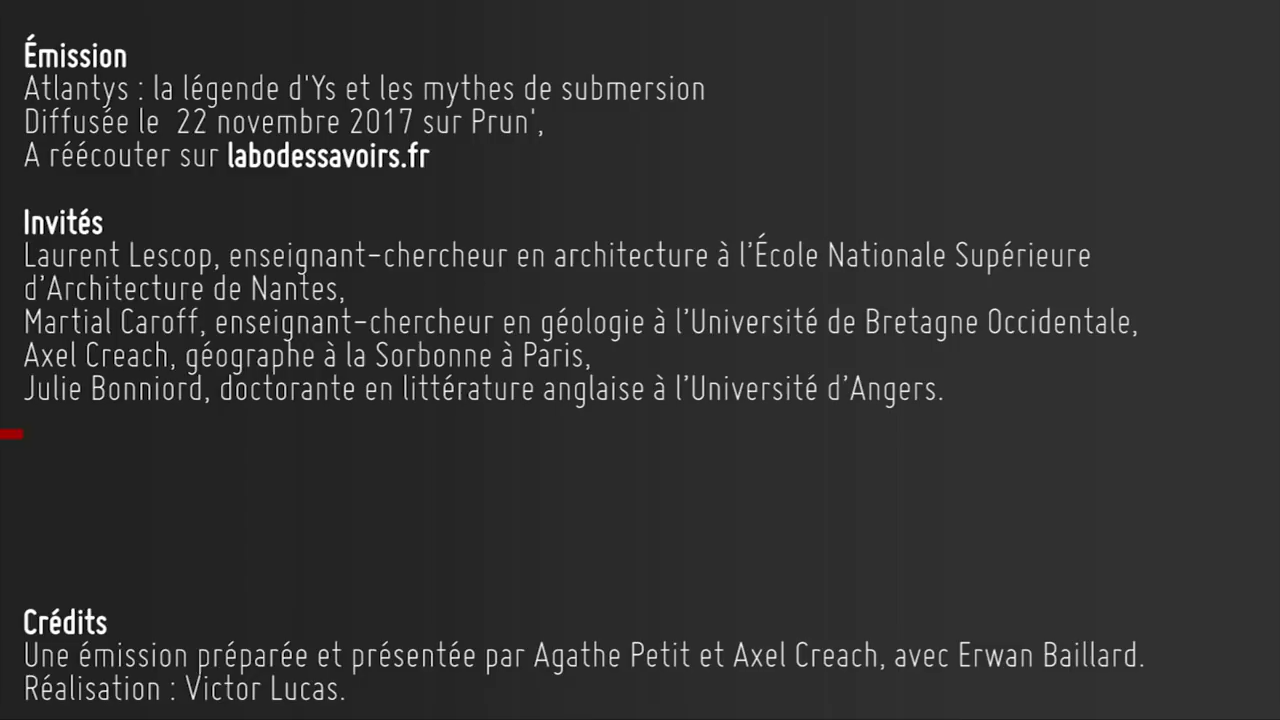 Émission
Atlantys : la légende d'Ys et les mythes de submersion
Diffusée le  22 novembre 2017 sur Prun',
A réécouter sur labodessavoirs.fr
Invités
Laurent Lescop, enseignant-chercheur en architecture à l’École Nationale Supérieure
d’Architecture de Nantes,
Martial Caroff, enseignant-chercheur en géologie à l’Université de Bretagne Occidentale,
Axel Creach, géographe à la Sorbonne à Paris,
Julie Bonniord, doctorante en littérature anglaise à l’Université d’Angers.
Crédits
Une émission préparée et présentée par Agathe Petit et Axel Creach, avec Erwan Baillard.
Réalisation : Victor Lucas.